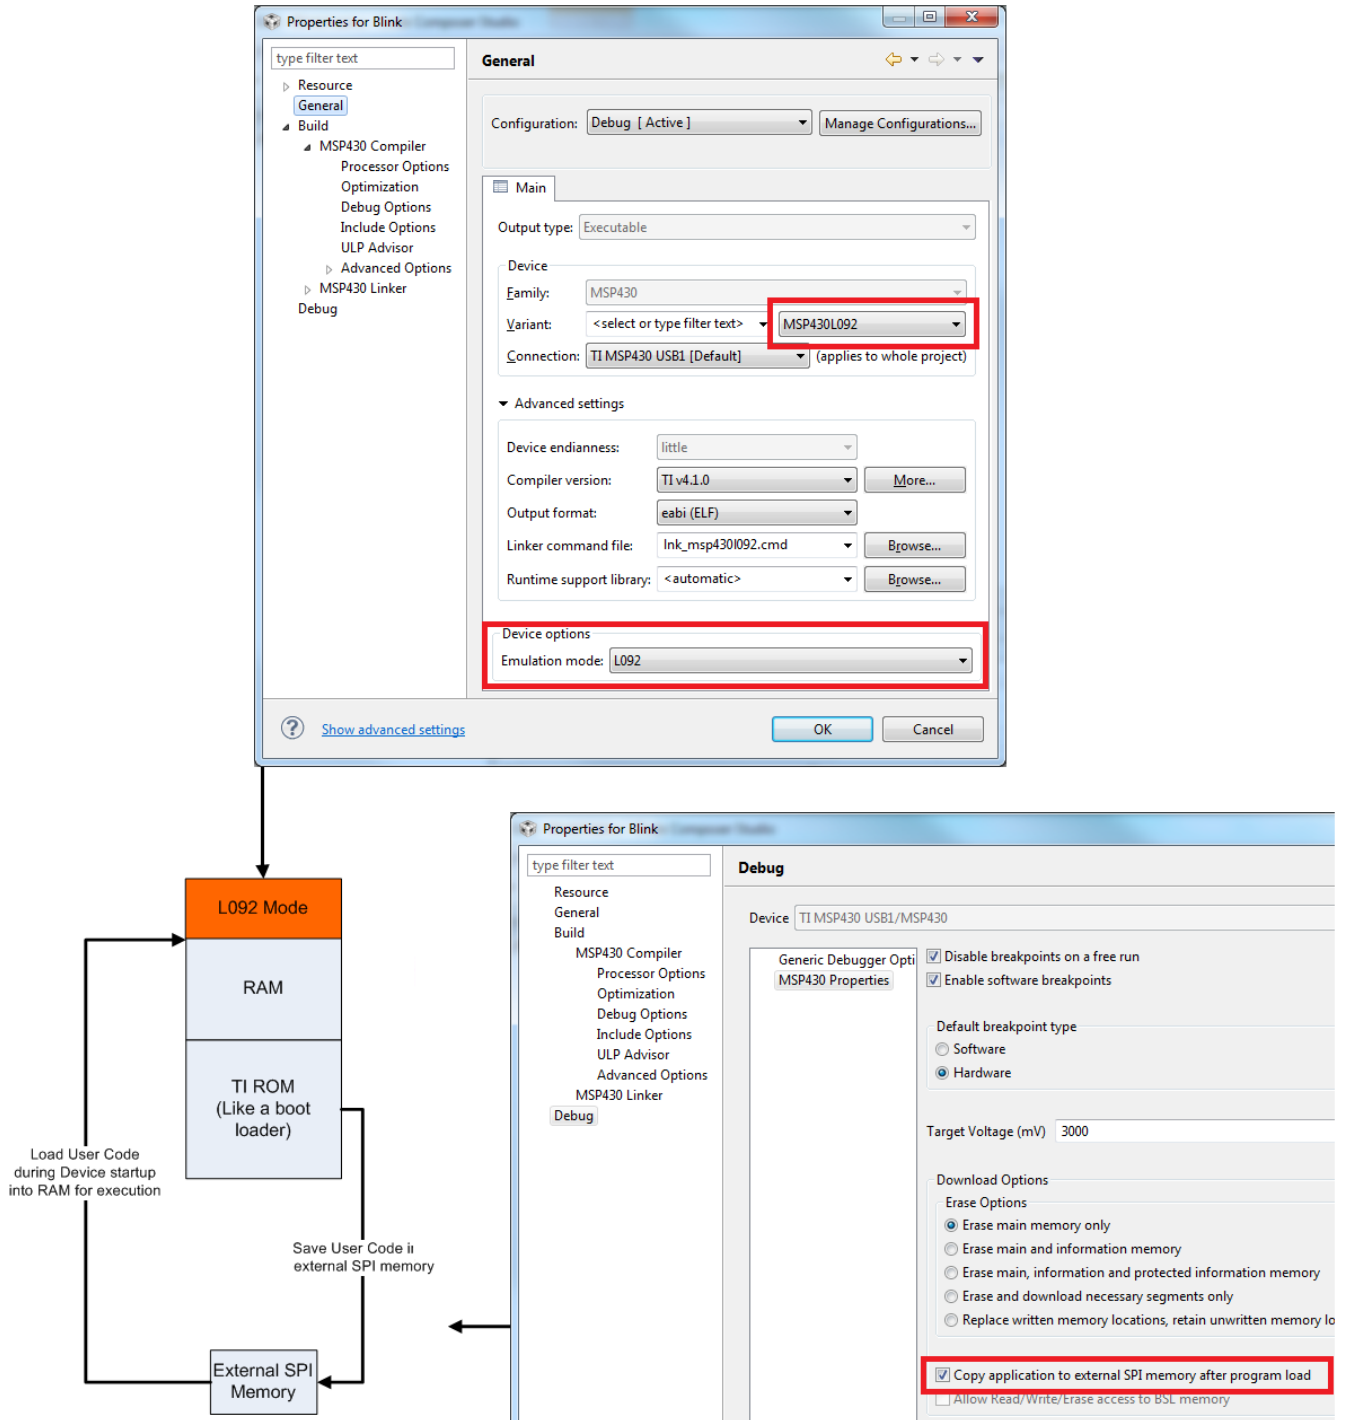 Properties for Blink
type filter text
Resource
General
Build
MSP430 Compiler
Processor Options
Optimization
Debug Options
Include Options
ULP Advisor
Advanced Options
MSP430 Linker
Debug
General
Configuration: Debug [ Active ] Manage Configurations...
Main
Output type: Executable
Device
Family: MSP430
Variant: <select or type filter text> MSP430L092
Connection: TI MSP430 USB1 [Default] (applies to whole project)
Advanced settings
Device endianness: little
Compiler version: TI v4.1.0 More...
Output format: eabi (ELF)
Linker command file: lnk_msp430l092.cmd Browse...
Runtime support library: <automatic> Browse...
Device options
Emulation mode: L092
Show advanced settings OK Cancel
L092 Mode
RAM
TI ROM
(Like a boot
loader)
Load User Code
during Device startup
into RAM for execution
Save User Code ii
external SPI memory
External SPI
Memory
Properties for Blink
type filter text
Resource
General
Build
MSP430 Compiler
Processor Options
Optimization
Debug Options
Include Options
ULP Advisor
Advanced Options
MSP430 Linker
Debug
Debug
Device TI MSP430 USB1/MSP430
Generic Debugger Opti
MSP430 Properties
Disable breakpoints on a free run
Enable software breakpoints
Default breakpoint type
Software
Hardware
Target Voltage (mV) 3000
Download Options
Erase Options
Erase main memory only
Erase main and information memory
Erase main, information and protected information memory
Erase and download necessary segments only
Replace written memory locations, retain unwritten memory lo
Copy application to external SPI memory after program load
Allow Read/Write/Erase access to BSL memory